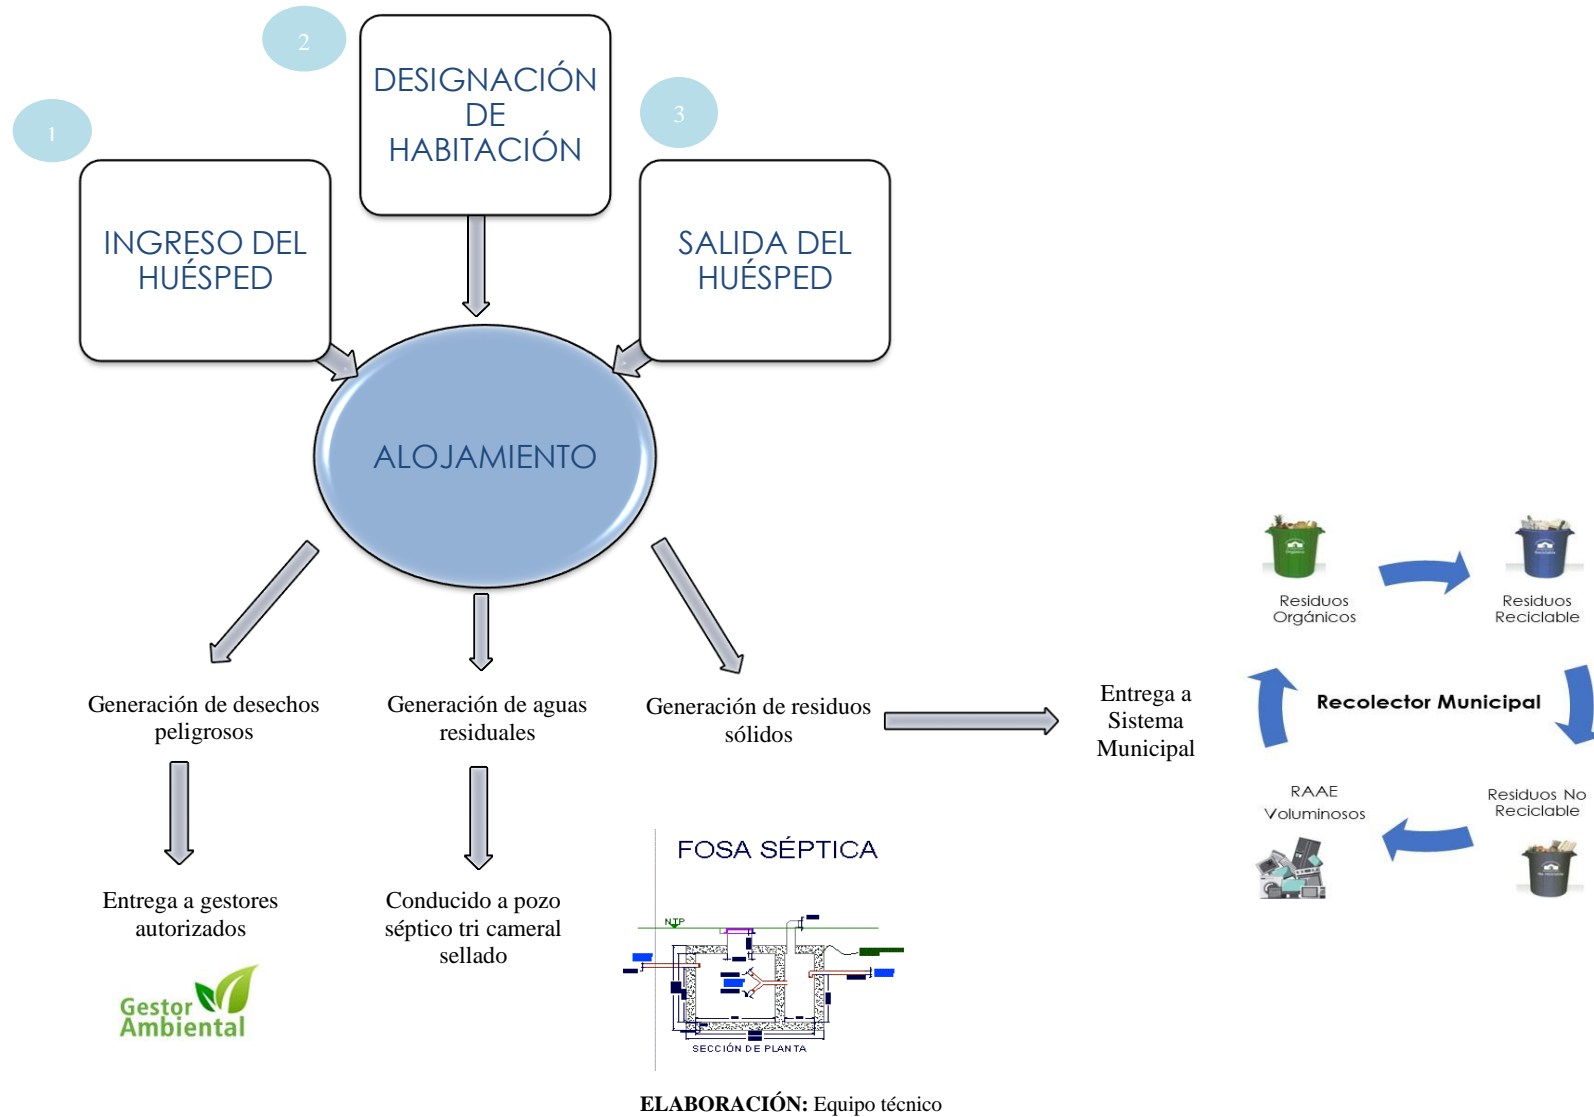 2
DESIGNACIÓN
DE
HABITACIÓN
1
3
INGRESO DEL
HUÉSPED
SALIDA DEL
HUÉSPED
ALOJAMIENTO
Residuos
Orgánicos
Residuos
Reciclable
Generación de desechos
peligrosos
Generación de aguas
residuales
Generación de residuos
sólidos
Entrega a
Sistema
Municipal
Recolector Municipal
RAAE
Voluminosos
Residuos No
Reciclable
Entrega a gestores
autorizados
Conducido a pozo
séptico tri cameral
sellado
FOSA SÉPTICA
NTP
SECCIÓN DE PLANTA
Gestor
Ambiental
ELABORACIÓN: Equipo técnico